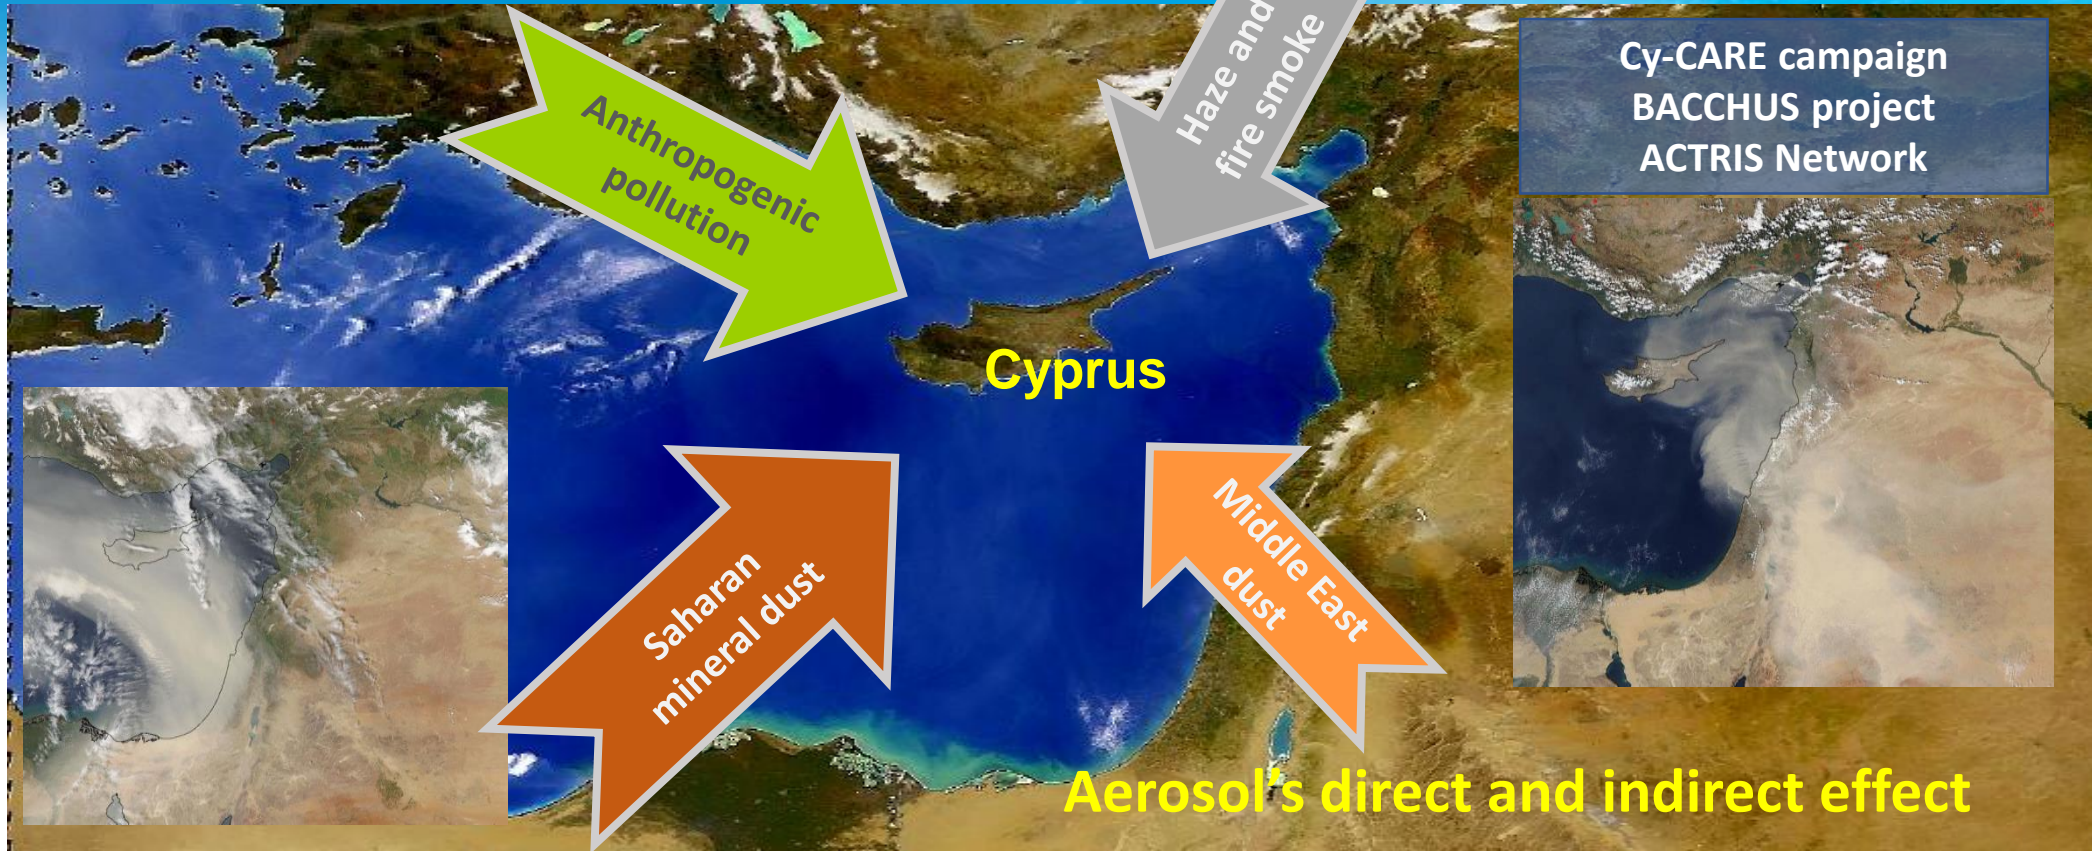 Haze and
fire smoke
Cy-CARE campaign
BACCHUS project
ACTRIS Network
Anthropogenic
pollution
Cyprus
Saharan
mineral dust
Middle East
dust
Aerosol's direct and indirect effect